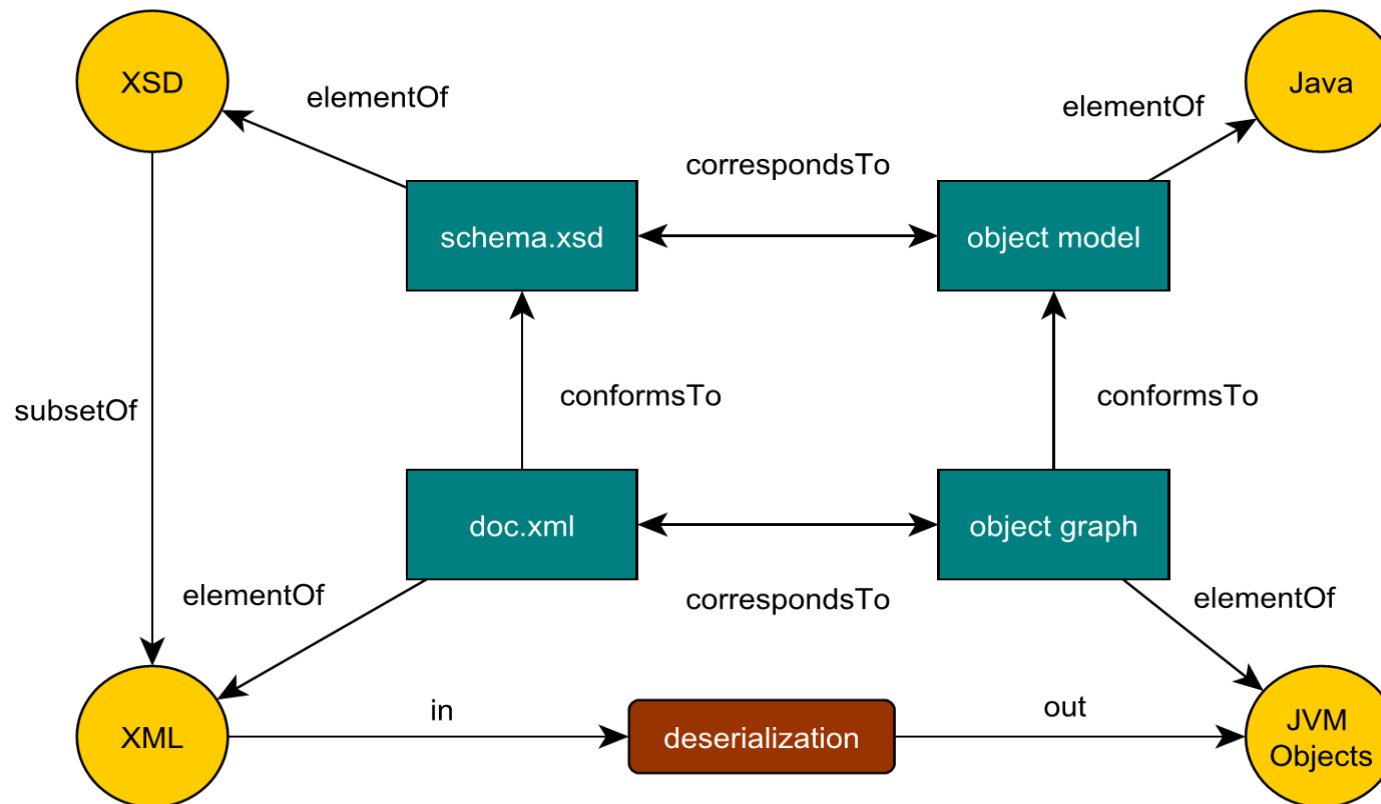 XSD
Java
elementOf
elementOf
correspondsTo
schema.xsd
object model
conformsTo
conformsTo
subsetOf
doc.xml
object graph
elementOf
correspondsTo
elementOf
in
out
XML
deserialization
JVM
Objects